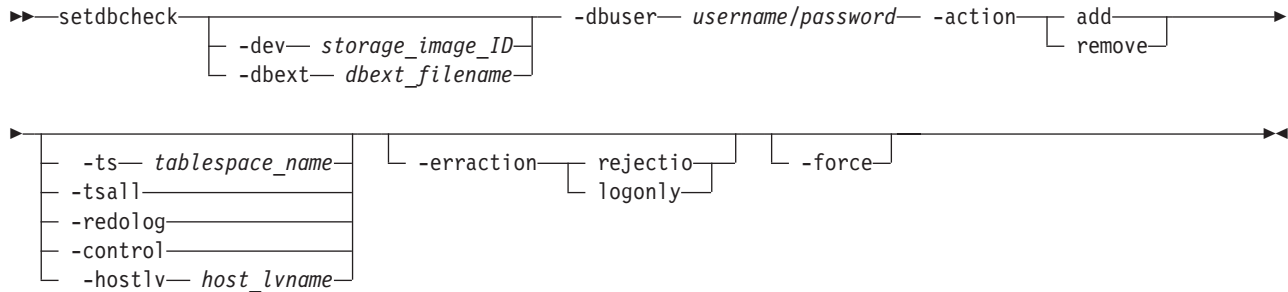 setdbcheck -dbuser username/password -action add
-dev storage_image_ID remove
-dbext dbext_filename
-ts tablespace_name -erraction rejectio -force
-tsall logonly
-redolog
-control
-hostlv host_lvname